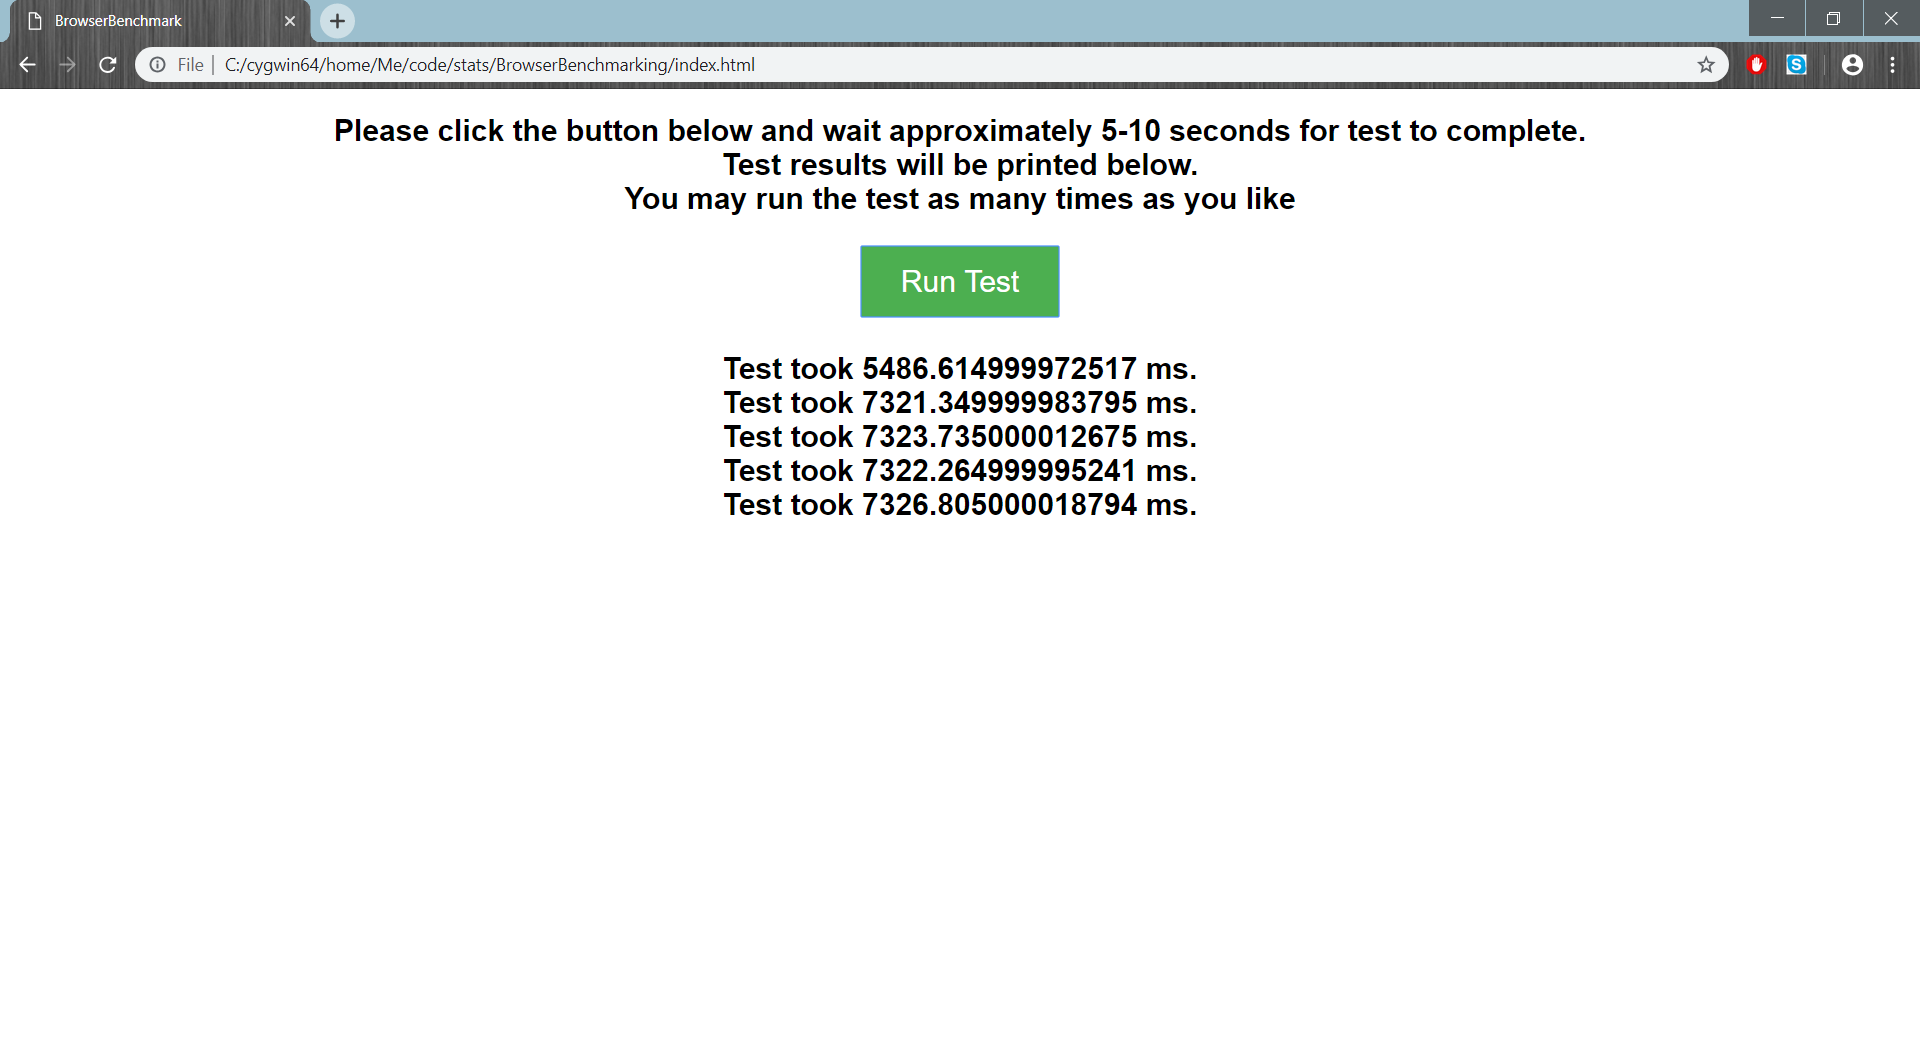 BrowserBenchmark
File
C:/cygwin64/home/Me/code/stats/BrowserBenchmarking/index.html
S
Please click the button below and wait approximately 5-10 seconds for test to complete.
Test results will be printed below.
You may run the test as many times as you like
Run Test
Test took 5486.614999972517 ms.
Test took 7321.349999983795 ms.
Test took 7323.735000012675 ms.
Test took 7322.264999995241 ms.
Test took 7326.805000018794 ms.